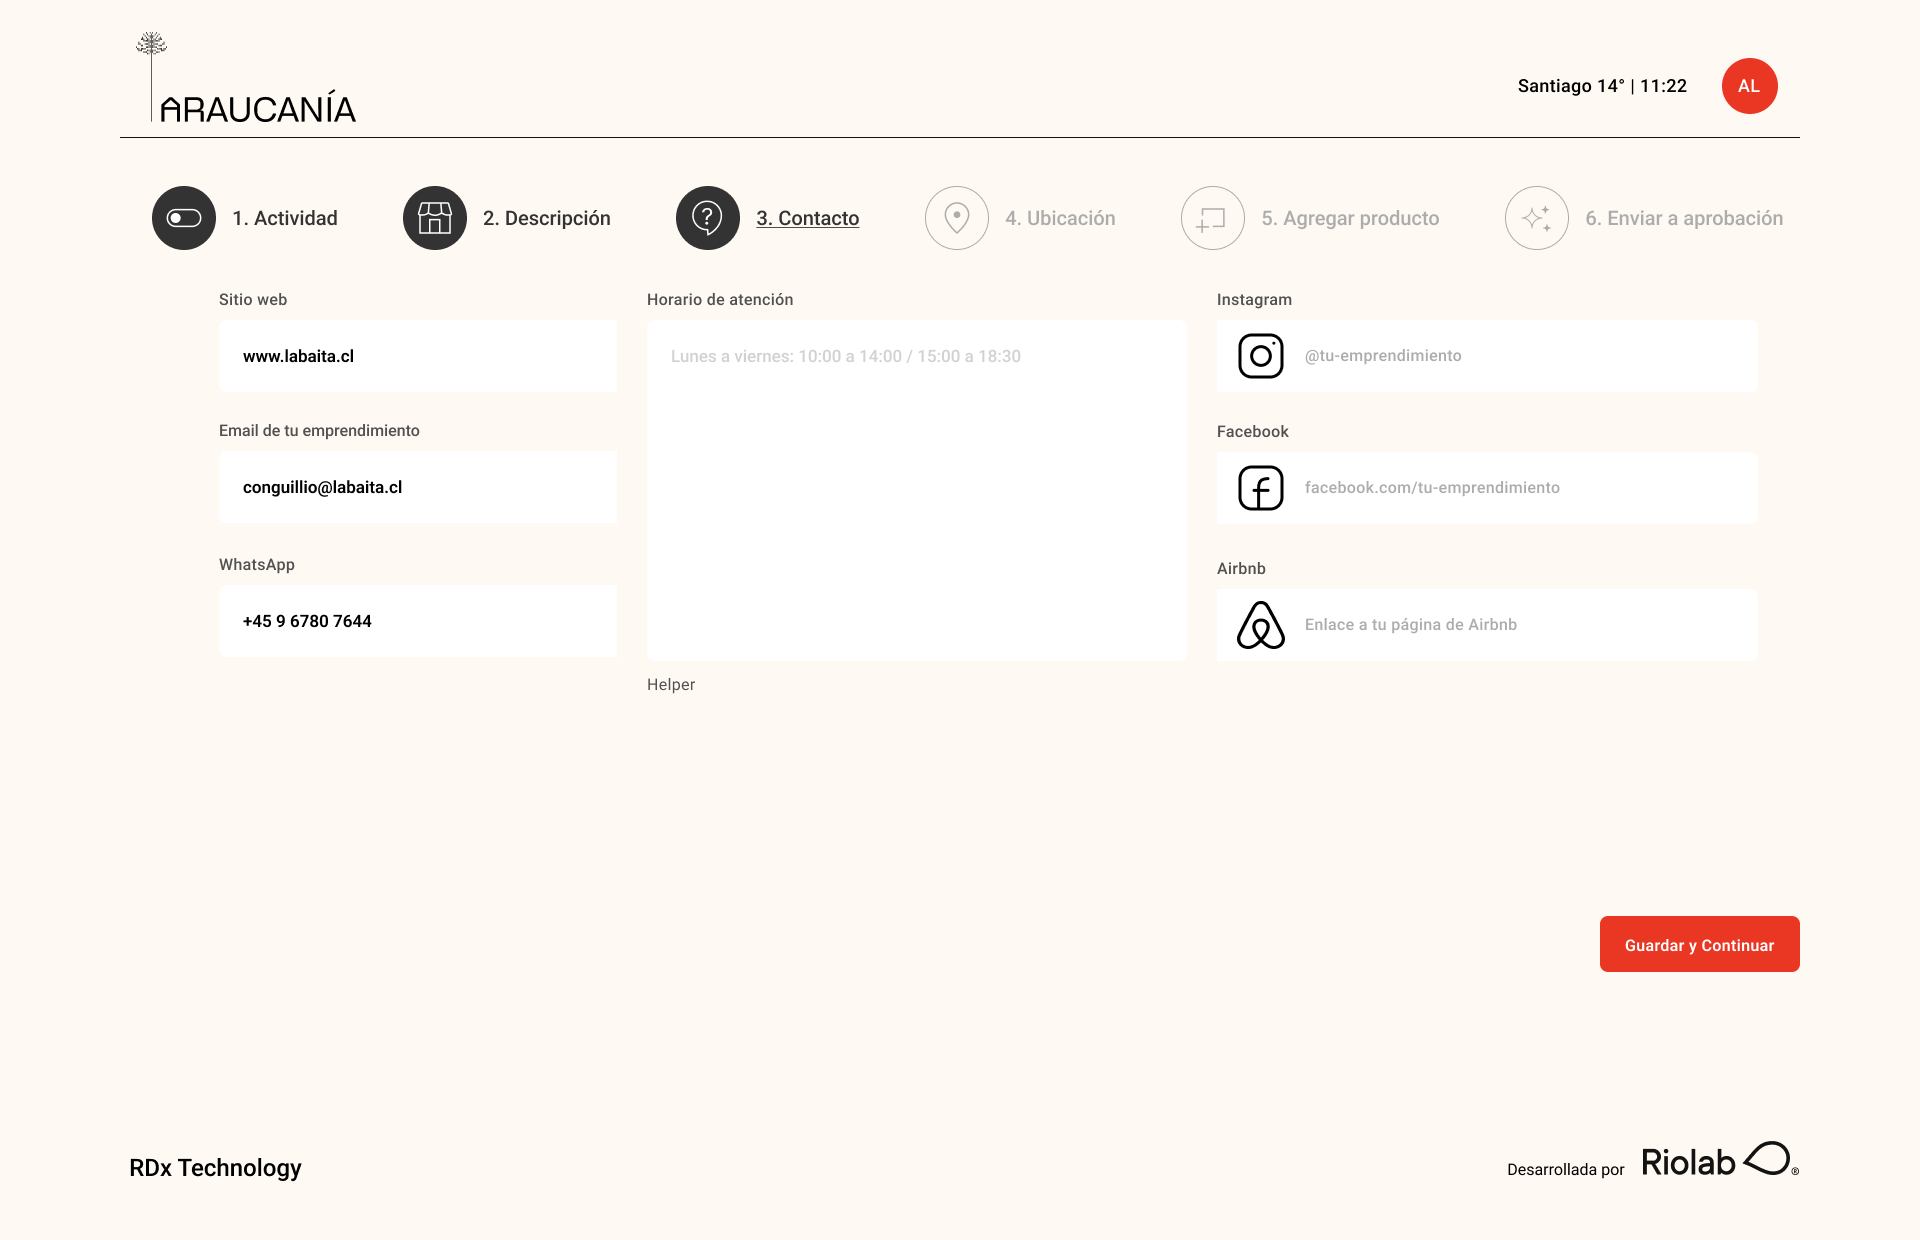 ARAUCANÍA
Santiago 14° | 11:22
AL
1. Actividad
2. Descripción
3. Contacto
4. Ubicación
5. Agregar producto
6. Enviar a aprobación
Sitio web
www.labaita.cl
Email de tu emprendimiento
conguillio@labaita.cl
WhatsApp
+45 9 6780 7644
Horario de atención
Lunes a viernes: 10:00 a 14:00 / 15:00 a 18:30
Helper
Instagram
@tu-emprendimiento
Facebook
facebook.com/tu-emprendimiento
Airbnb
Enlace a tu página de Airbnb
Guardar y Continuar
RDx Technology
Desarrollada por
Riolab ®